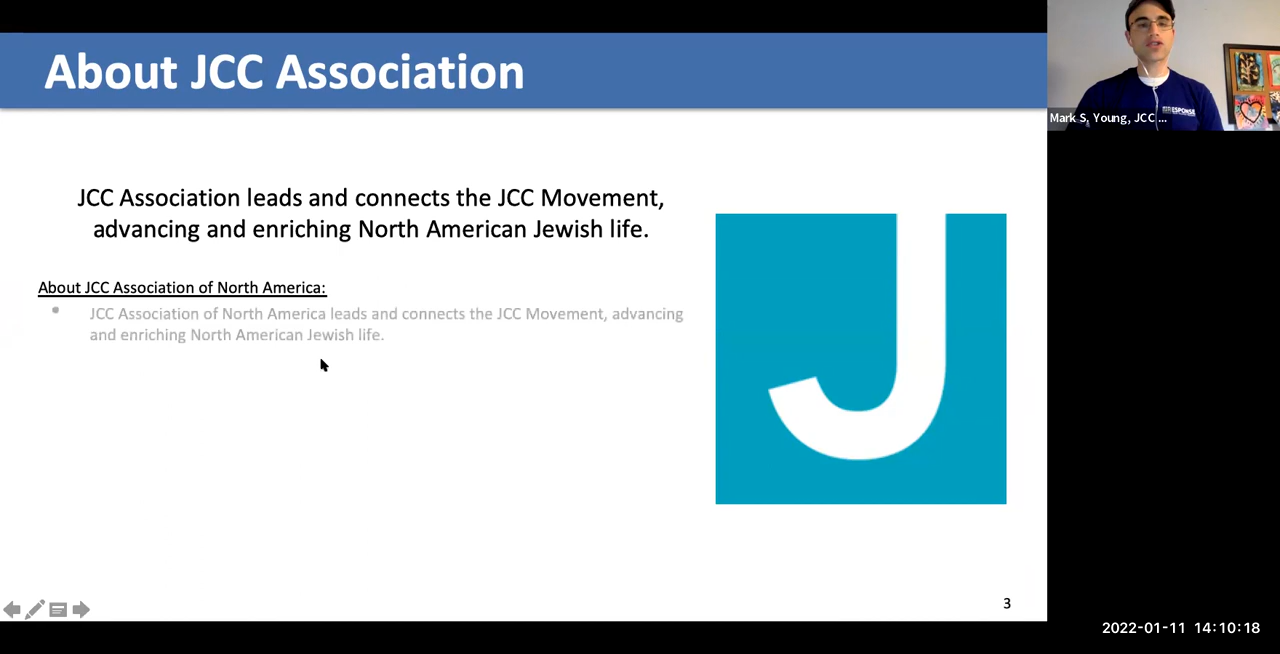 About JCC Association
Mark S. Young, JCC ...
JCC Association leads and connects the JCC Movement,
advancing and enriching North American Jewish life.
About JCC Association of North America:
• JCC Association of North America leads and connects the JCC Movement, advancing
and enriching North American Jewish life.
J
3
2022-01-11 14:10:18